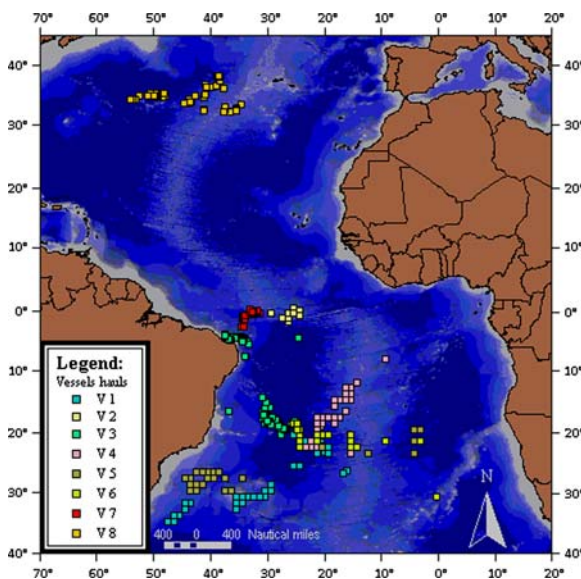 70° 60° 50° 40° 30° 20° 10° 0° 10° 20°
40° 40°
30° 30°
20° 20°
10° 10°
0° 0°
10° 10°
20° 20°
30° 30°
40° 40°
Legend:
Vessels hauls
V 1
V 2
V 3
V 4
V 5
V 6
V 7
V 8
N
400 0 400 Nautical miles
70° 60° 50° 40° 30° 20° 10° 0° 10° 20°